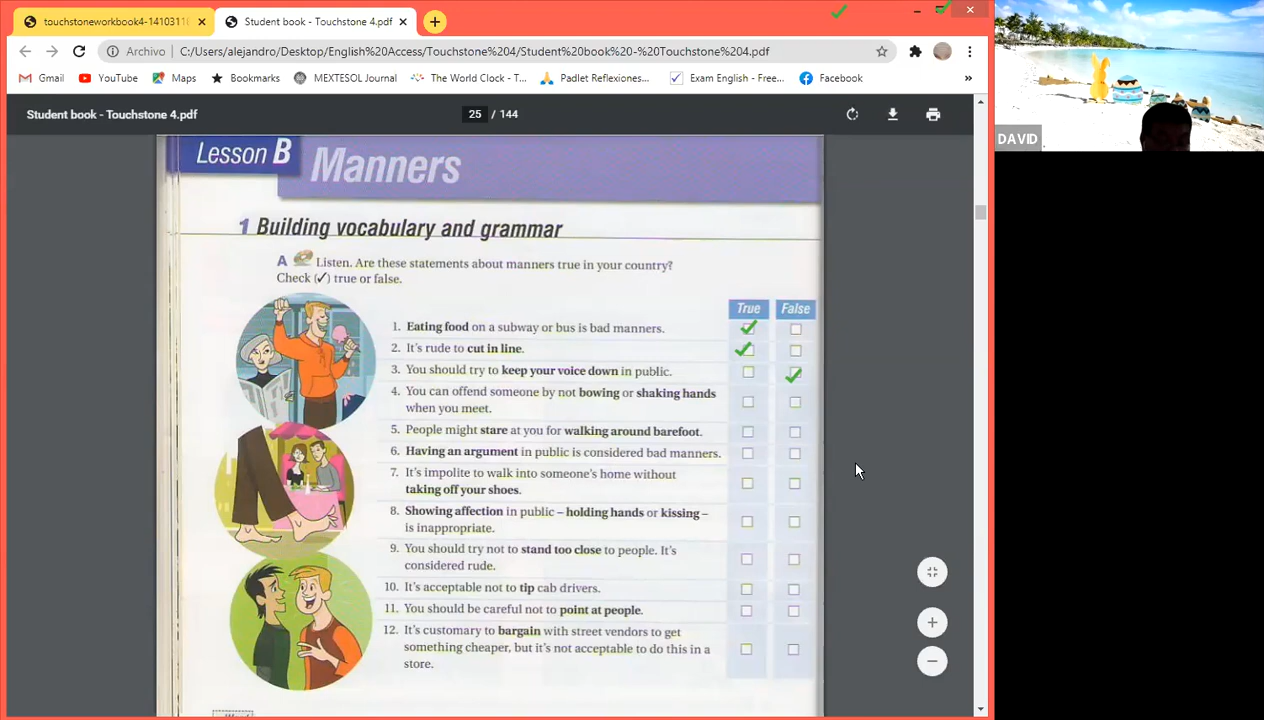 touchstoneworkbook4-1410311
Student book - Touchstone 4.pdf
Archivo
C:/Users/alejandro/Desktop/English%20Access/Touchstone%204/Student%20book%20-%20Touchstone%204.pdf
Gmail
YouTube
Maps
Bookmarks
MEXTESOL Journal
The World Clock - T...
Padlet Reflexiones...
Exam English - Free...
Facebook
»
Student book - Touchstone 4.pdf
25 / 144
DAVID
Lesson B Manners
1 Building vocabulary and grammar
A Listen. Are these statements about manners true in your country?
Check (✓) true or false.
True False
1. Eating food on a subway or bus is bad manners.
2. It's rude to cut in line.
3. You should try to keep your voice down in public.
4. You can offend someone by not bowing or shaking hands
when you meet.
5. People might stare at you for walking around barefoot.
6. Having an argument in public is considered bad manners.
7. It's impolite to walk into someone's home without
taking off your shoes.
8. Showing affection in public – holding hands or kissing –
is inappropriate.
9. You should try not to stand too close to people. It's
considered rude.
10. It's acceptable not to tip cab drivers.
11. You should be careful not to point at people.
12. It's customary to bargain with street vendors to get
something cheaper, but it's not acceptable to do this in a
store.